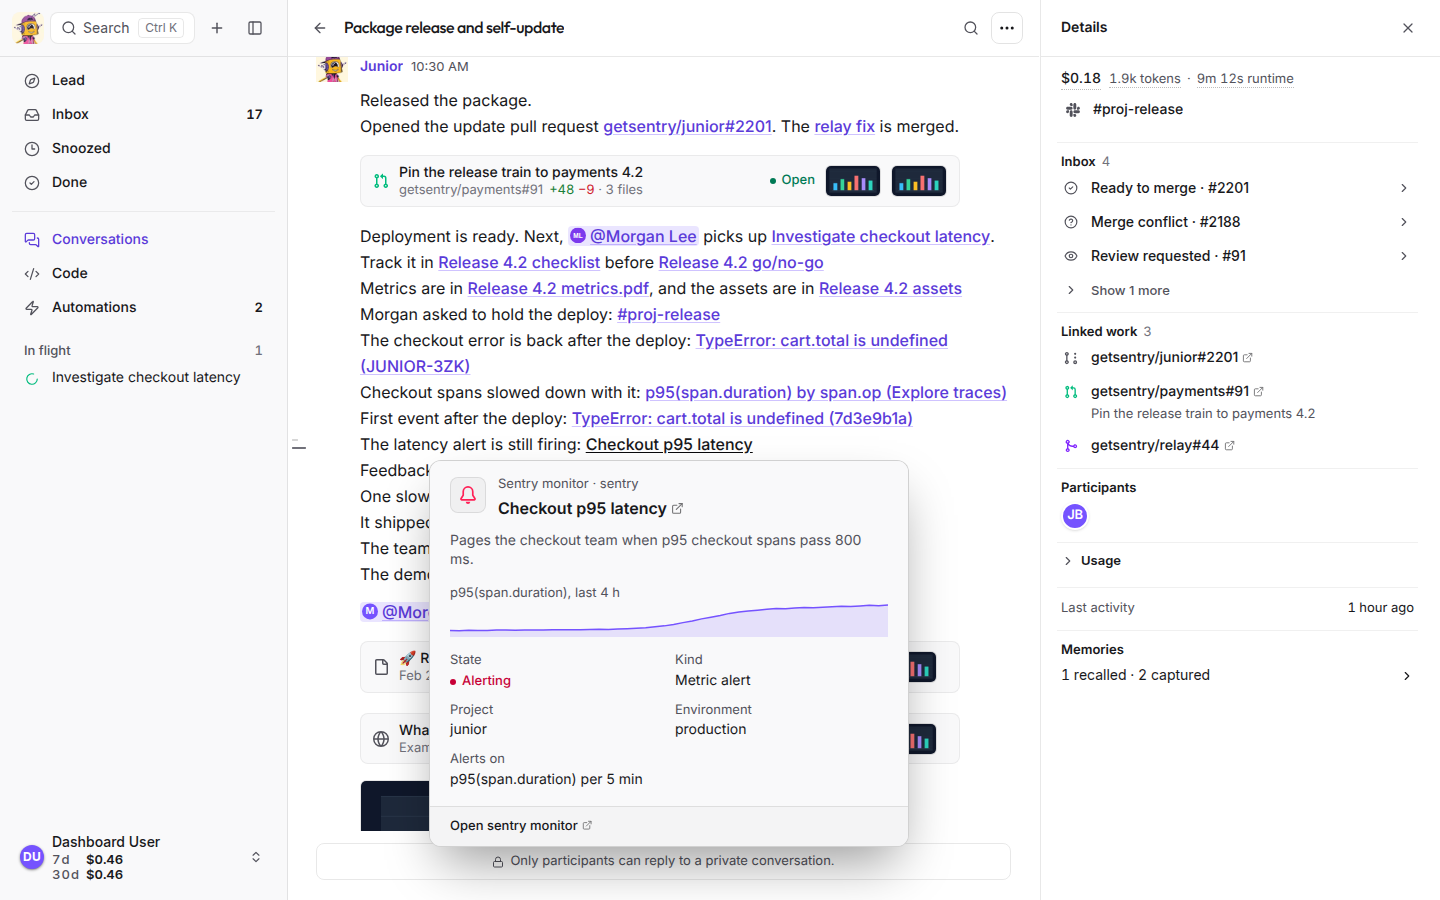 Search Ctrl K
Lead
Inbox 17
Snoozed
Done
Conversations
Code
Automations 2
In flight 1
Investigate checkout latency
Dashboard User
DU
7d $0.46
30d $0.46
Package release and self-update
Junior 10:30 AM
Released the package.
Opened the update pull request getsentry/junior#2201. The relay fix is merged.
Pin the release train to payments 4.2
getsentry/payments#91 +48 −9 · 3 files
Open
Deployment is ready. Next, ML @Morgan Lee picks up Investigate checkout latency.
Track it in Release 4.2 checklist before Release 4.2 go/no-go
Metrics are in Release 4.2 metrics.pdf, and the assets are in Release 4.2 assets
Morgan asked to hold the deploy: #proj-release
The checkout error is back after the deploy: TypeError: cart.total is undefined
(JUNIOR-3ZK)
Checkout spans slowed down with it: p95(span.duration) by span.op (Explore traces)
First event after the deploy: TypeError: cart.total is undefined (7d3e9b1a)
The latency alert is still firing: Checkout p95 latency
Feedback
One slow
It shipped
The team
The demo
M @Mor
🚀 R
Feb 2
Wha
Exam
Sentry monitor · sentry
Checkout p95 latency
Pages the checkout team when p95 checkout spans pass 800
ms.
p95(span.duration), last 4 h
State Kind
Alerting Metric alert
Project Environment
junior production
Alerts on
p95(span.duration) per 5 min
Open sentry monitor
Only participants can reply to a private conversation.
Details
$0.18 1.9k tokens · 9m 12s runtime
#proj-release
Inbox 4
Ready to merge · #2201
Merge conflict · #2188
Review requested · #91
Show 1 more
Linked work 3
getsentry/junior#2201
getsentry/payments#91
Pin the release train to payments 4.2
getsentry/relay#44
Participants
JB
Usage
Last activity 1 hour ago
Memories
1 recalled · 2 captured